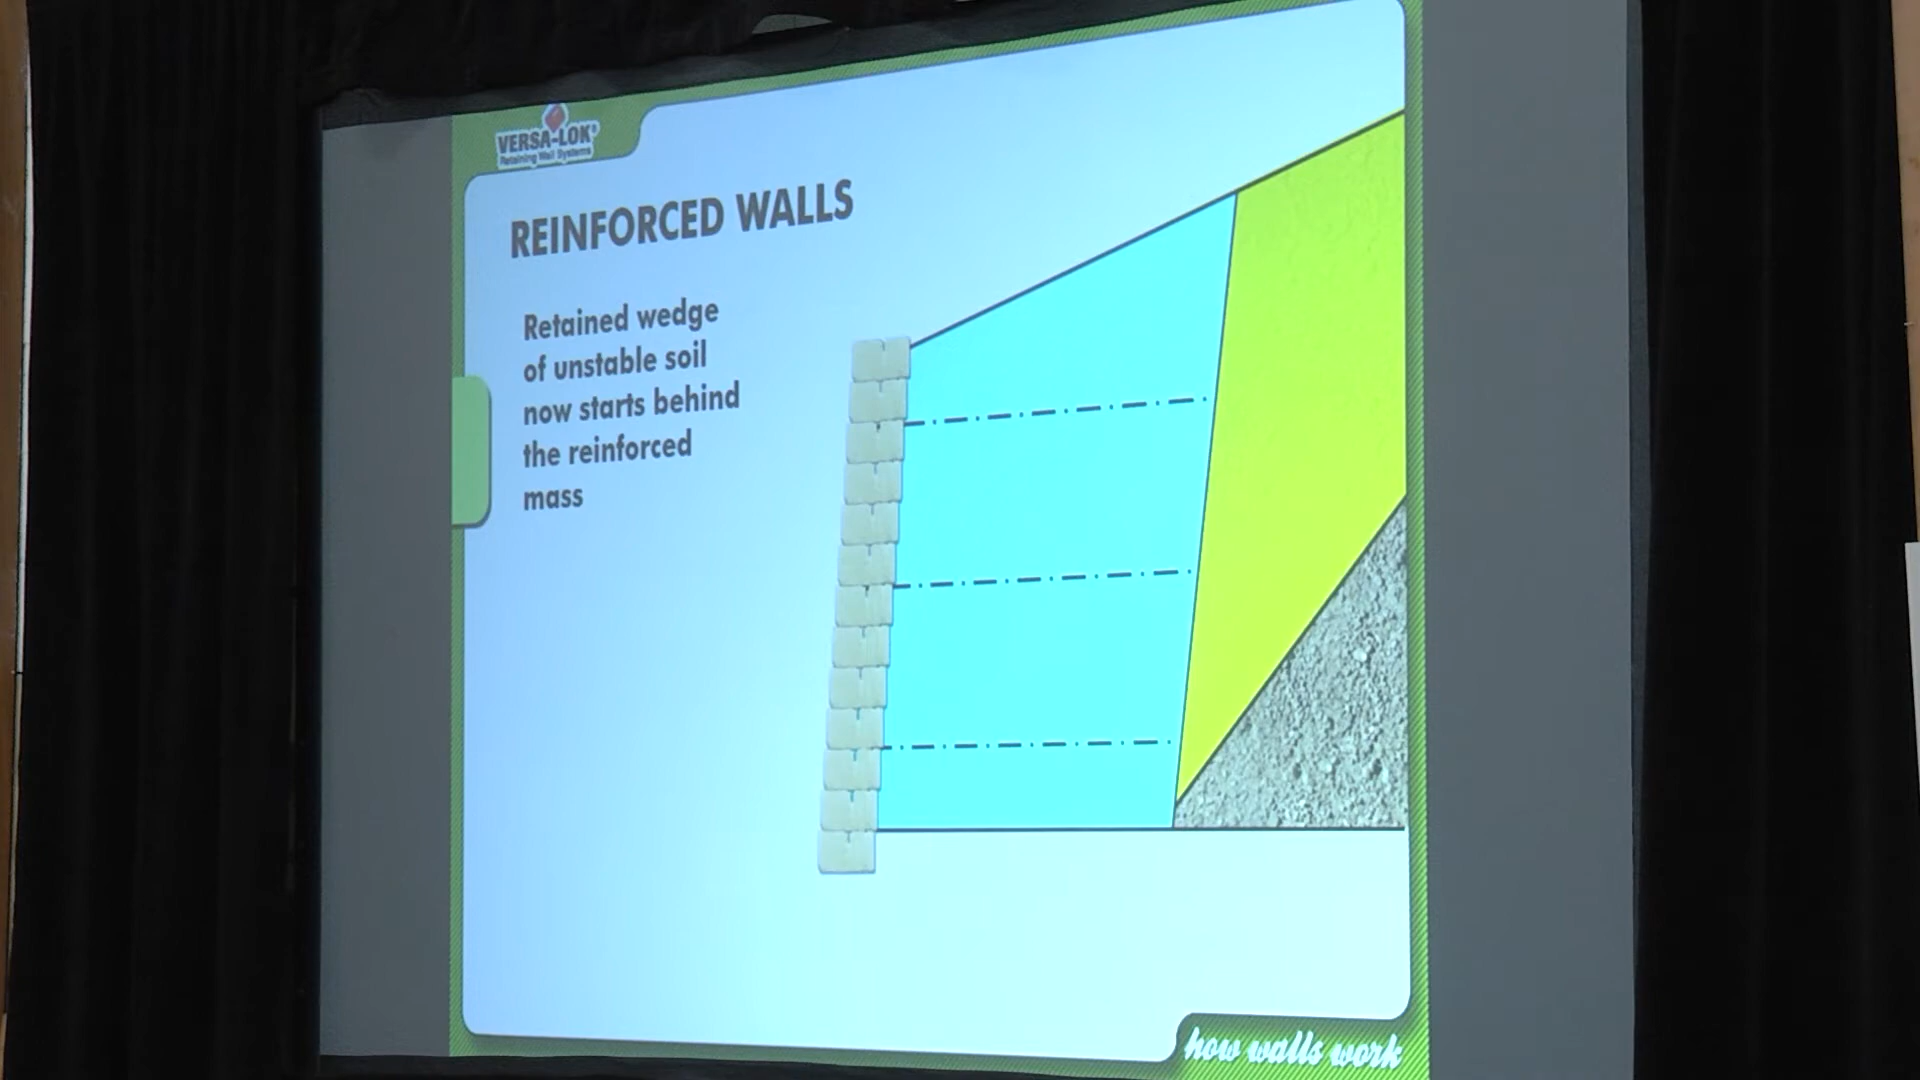 VERSA-LOK®
Retaining Wall Systems
REINFORCED WALLS
Retained wedge
of unstable soil
now starts behind
the reinforced
mass
how walls work